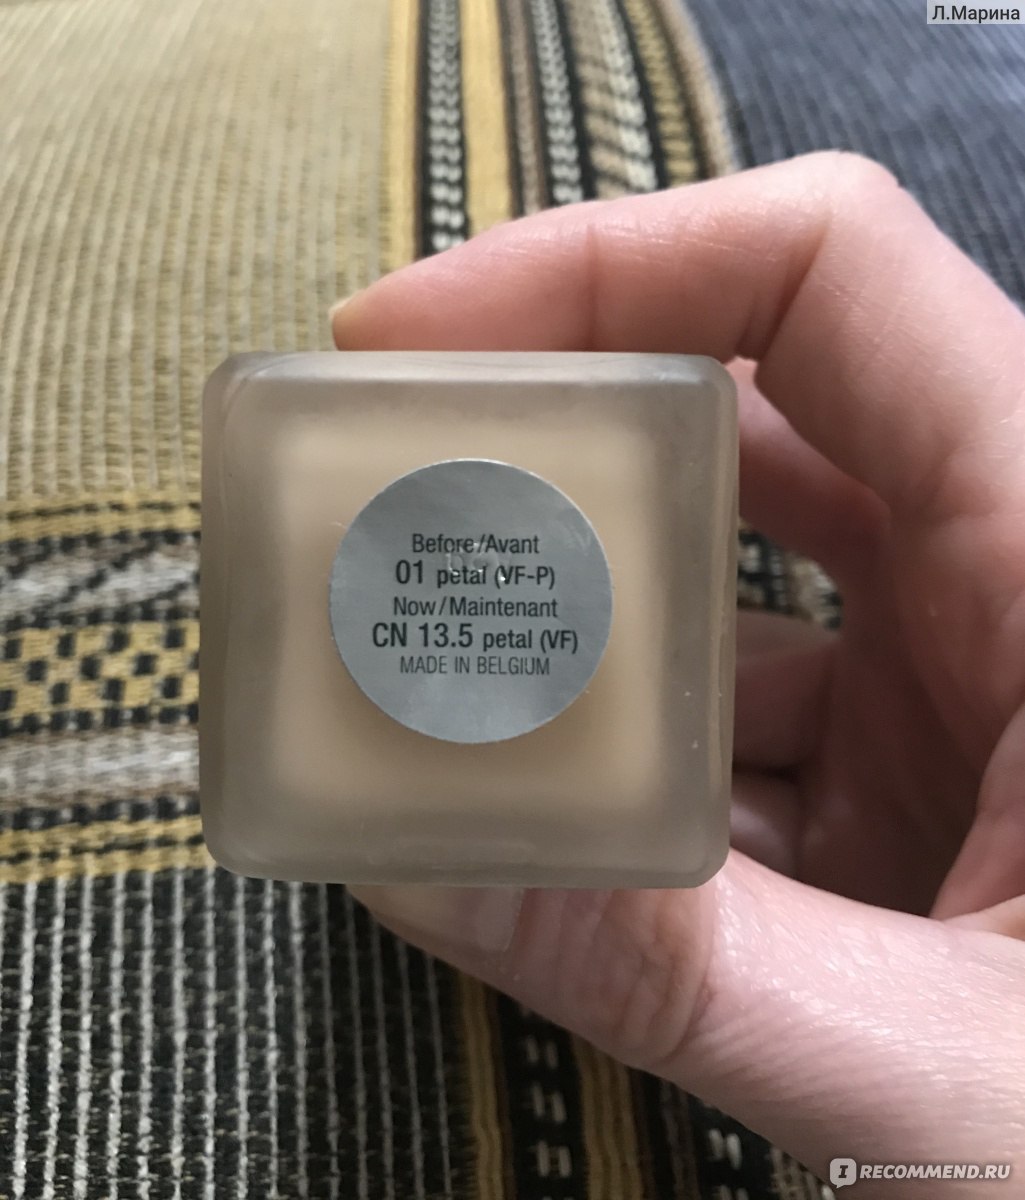 Л.Марина
Before/Avant
01 petal (VF-P)
Now/Maintenant
CN 13.5 petal (VF)
MADE IN BELGIUM
I RECOMMEND.RU